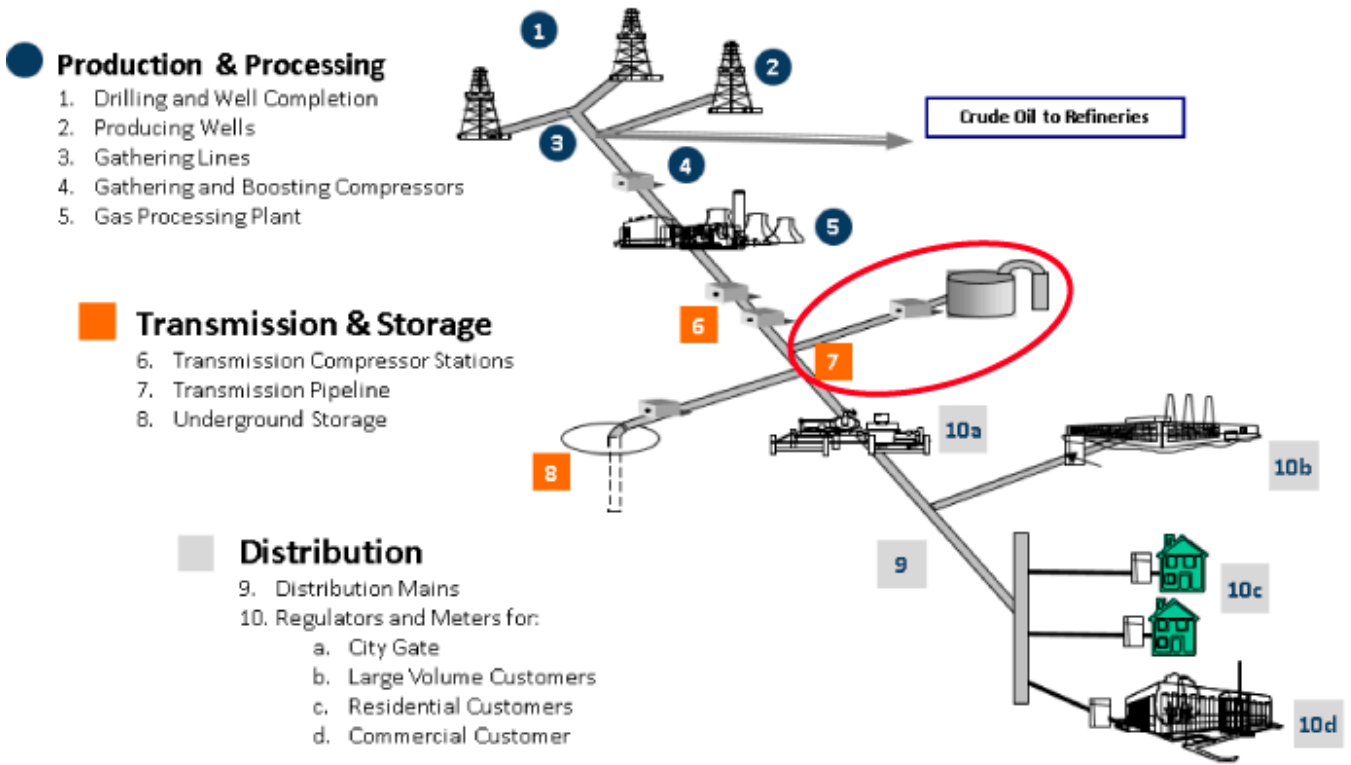 Production & Processing
1. Drilling and Well Completion
2. Producing Wells
3. Gathering Lines
4. Gathering and Boosting Compressors
5. Gas Processing Plant
Transmission & Storage
6. Transmission Compressor Stations
7. Transmission Pipeline
8. Underground Storage
Distribution
9. Distribution Mains
10. Regulators and Meters for:
a. City Gate
b. Large Volume Customers
c. Residential Customers
d. Commercial Customer
1
2
Crude Oil to Refineries
3
4
5
6
7
8
10a
10b
9
10c
10d